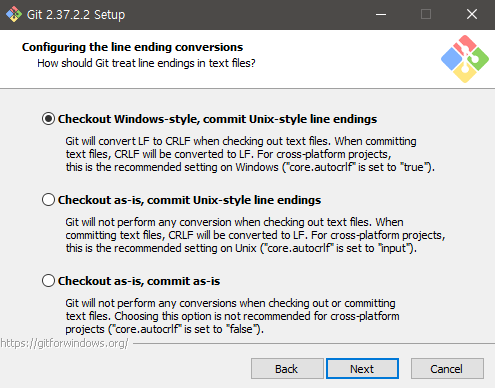 Git 2.37.2.2 Setup
Configuring the line ending conversions
How should Git treat line endings in text files?
Checkout Windows-style, commit Unix-style line endings
Git will convert LF to CRLF when checking out text files. When committing
text files, CRLF will be converted to LF. For cross-platform projects,
this is the recommended setting on Windows ("core.autocrlf" is set to "true").
Checkout as-is, commit Unix-style line endings
Git will not perform any conversion when checking out text files. When
committing text files, CRLF will be converted to LF. For cross-platform projects,
this is the recommended setting on Unix ("core.autocrlf" is set to "input").
Checkout as-is, commit as-is
Git will not perform any conversions when checking out or committing
text files. Choosing this option is not recommended for cross-platform
projects ("core.autocrlf" is set to "false").
https://gitforwindows.org/
Back
Next
Cancel